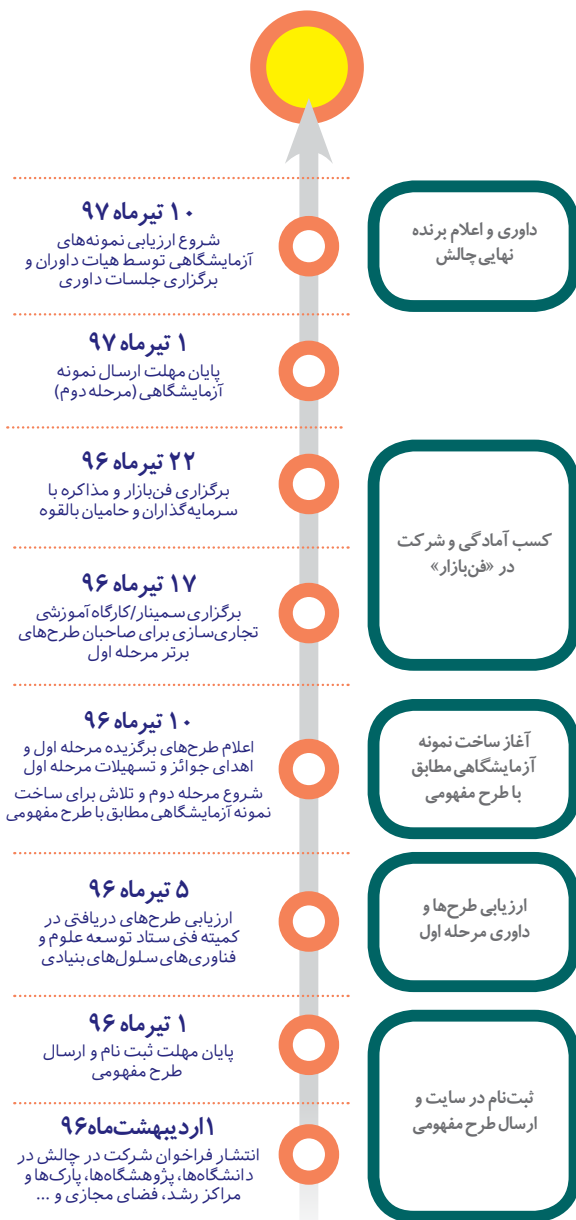 ۱۰ تیرماه ۹۷
شروع ارزیابی نمونه‌های
آزمایشگاهی توسط هیات داوران و
برگزاری جلسات داوری
داوری و اعلام برنده
نهایی چالش
۱ تیرماه ۹۷
پایان مهلت ارسال نمونه
آزمایشگاهی (مرحله دوم)
۲۲ تیرماه ۹۶
برگزاری فن‌بازار و مذاکره با
سرمایه‌گذاران و حامیان بالقوه
کسب آمادگی و شرکت
در «فن‌بازار»
۱۷ تیرماه ۹۶
برگزاری سمینار/کارگاه آموزشی
تجاری‌سازی برای صاحبان طرح‌های
برتر مرحله اول
۱۰ تیرماه ۹۶
اعلام طرح‌های برگزیده مرحله اول و
اهدای جوائز و تسهیلات مرحله اول
شروع مرحله دوم و تلاش برای ساخت
نمونه آزمایشگاهی مطابق با طرح مفهومی
آغاز ساخت نمونه
آزمایشگاهی مطابق
با طرح مفهومی
۵ تیرماه ۹۶
ارزیابی طرح‌های دریافتی در
کمیته فنی ستاد توسعه علوم و
فناوری‌های سلول‌های بنیادی
ارزیابی طرح‌ها و
داوری مرحله اول
۱ تیرماه ۹۶
پایان مهلت ثبت نام و ارسال
طرح مفهومی
ثبت‌نام در سایت و
ارسال طرح مفهومی
۱اردیبهشت‌ماه۹۶
انتشار فراخوان شرکت در چالش در
دانشگاه‌ها، پژوهشگاه‌ها، پارک‌ها و
مراکز رشد، فضای مجازی و ...